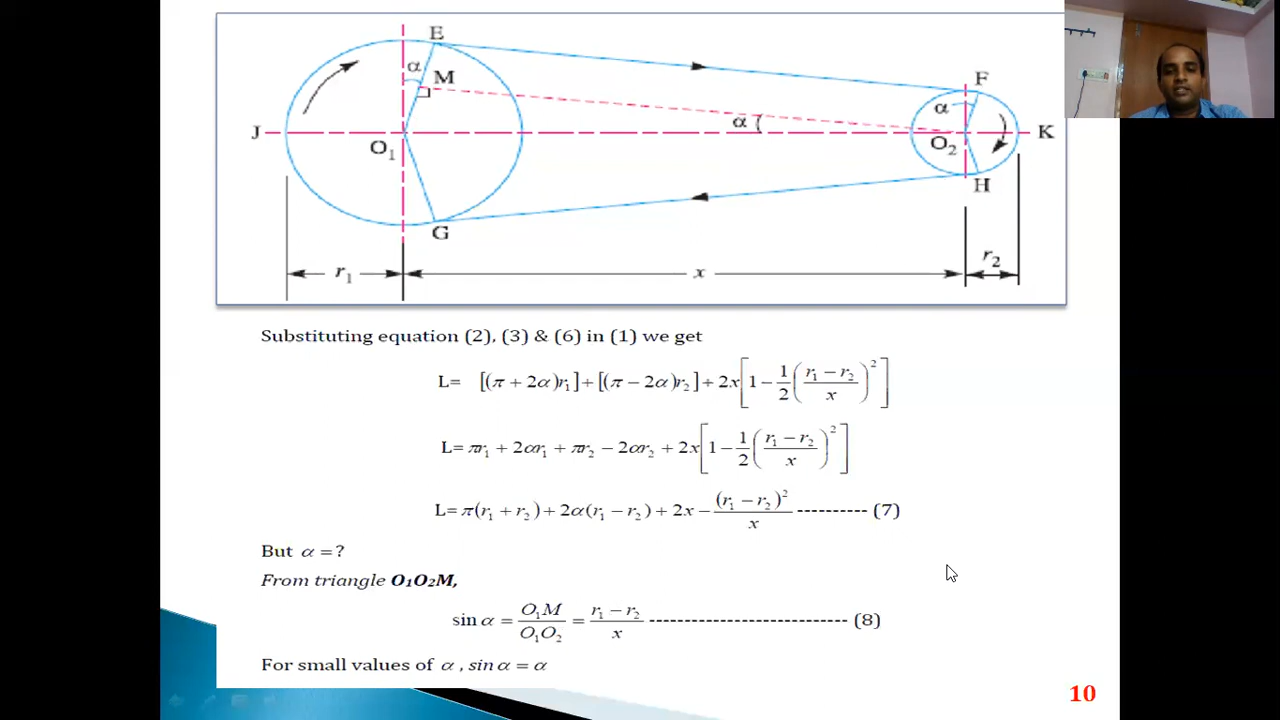 E
α
M
F
α
α
J
O₁
O₂
K
H
G
r₁
x
r₂
Substituting equation (2), (3) & (6) in (1) we get
L= [(π + 2α)r₁] + [(π − 2α)r₂] + 2x[1 − 1/2((r₁ − r₂)/x)²]
L= πr₁ + 2αr₁ + πr₂ − 2αr₂ + 2x[1 − 1/2((r₁ − r₂)/x)²]
L= π(r₁ + r₂) + 2α(r₁ − r₂) + 2x − (r₁ − r₂)²/x ---------- (7)
But α = ?
From triangle O₁O₂M,
sin α = O₁M/O₁O₂ = (r₁ − r₂)/x ---------------------------- (8)
For small values of α , sin α = α
10